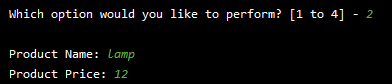 Which option would you like to perform? [1 to 4] - 2
Product Name: lamp
Product Price: 12